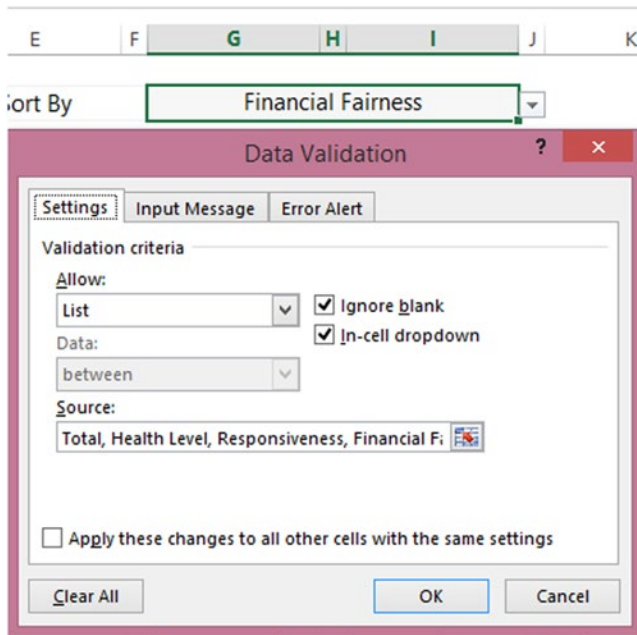 E F G H I J K
Sort By Financial Fairness
Data Validation ?
Settings Input Message Error Alert
Validation criteria
Allow:
List Ignore blank
In-cell dropdown
Data:
between
Source:
Total, Health Level, Responsiveness, Financial Fa
Apply these changes to all other cells with the same settings
Clear All OK Cancel